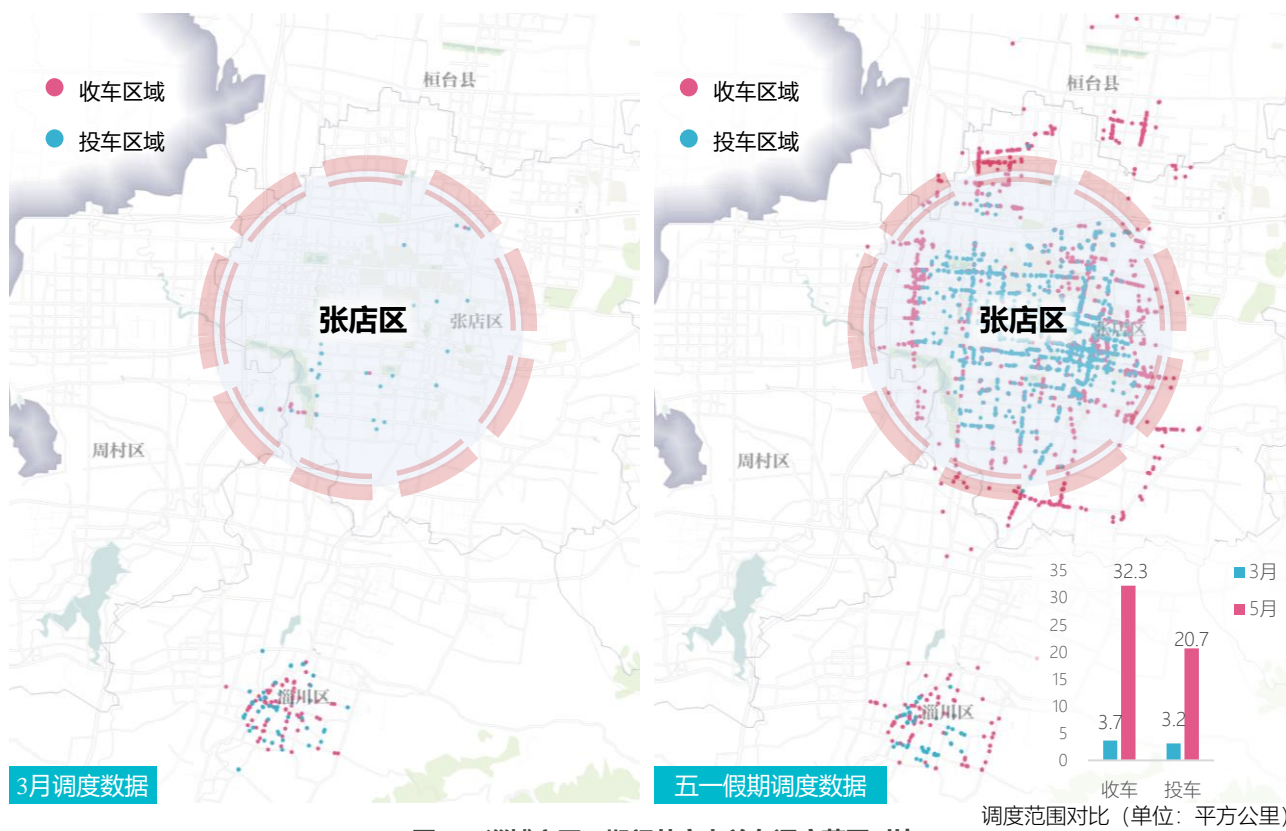 收车区域
投车区域
桓台县
张店区
张店区
周村区
淄川区
3月调度数据
收车区域
投车区域
桓台县
张店区
张店区
周村区
淄川区
五一假期调度数据
35
30
25
20
15
10
5
0
32.3
20.7
3.7
3.2
收车
投车
3月
5月
调度范围对比（单位：平方公里）